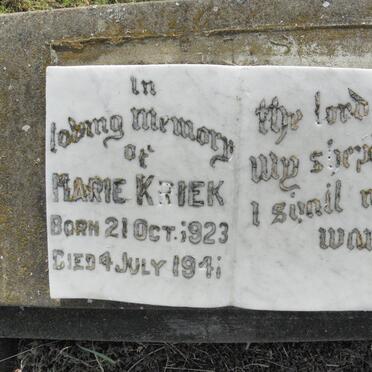 In
loving memory
of
MARIE KRIEK
BORN 21 OCT. 1923
DIED 4 JULY 1941
the lord
My shep
I shall
wan